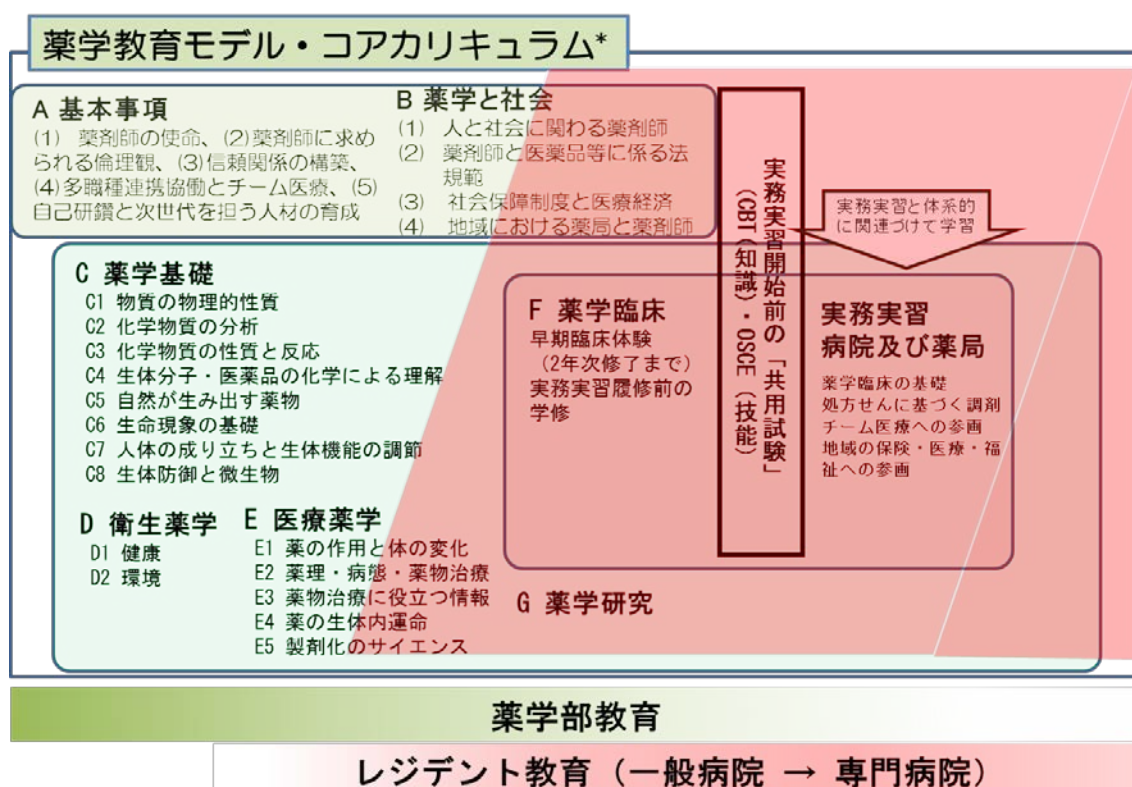 薬学教育モデル・コアカリキュラム*
A 基本事項
(1) 薬剤師の使命、(2)薬剤師に求め
られる倫理観、(3)信頼関係の構築、
(4)多職種連携協働とチーム医療、(5)
自己研鑽と次世代を担う人材の育成
B 薬学と社会
(1) 人と社会に関わる薬剤師
(2) 薬剤師と医薬品等に係る法
規範
(3) 社会保障制度と医療経済
(4) 地域における薬局と薬剤師
実務実習開始前の「共用試験」
(CBT(知識)・OSCE(技能)
実務実習と体系的
に関連づけて学習
C 薬学基礎
C1 物質の物理的性質
C2 化学物質の分析
C3 化学物質の性質と反応
C4 生体分子・医薬品の化学による理解
C5 自然が生み出す薬物
C6 生命現象の基礎
C7 人体の成り立ちと生体機能の調節
C8 生体防御と微生物
F 薬学臨床
早期臨床体験
(2年次修了まで)
実務実習履修前の
学修
実務実習
病院及び薬局
薬学臨床の基礎
処方せんに基づく調剤
チーム医療への参画
地域の保険・医療・福
祉への参画
D 衛生薬学
D1 健康
D2 環境
E 医療薬学
E1 薬の作用と体の変化
E2 薬理・病態・薬物治療
E3 薬物治療に役立つ情報
E4 薬の生体内運命
E5 製剤化のサイエンス
G 薬学研究
薬学部教育
レジデント教育(一般病院 → 専門病院)